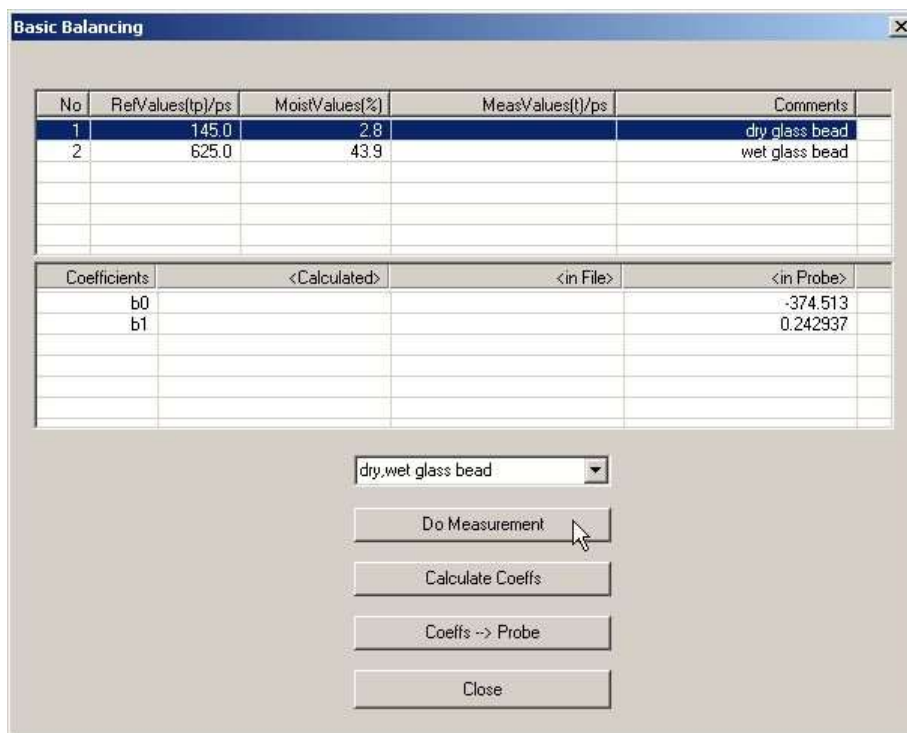 Basic Balancing
No RefValues(tp)/ps MoistValues(%) MeasValues(t)/ps Comments
1 145.0 2.8 dry glass bead
2 625.0 43.9 wet glass bead
Coefficients <Calculated> <in File> <in Probe>
b0 -374.513
b1 0.242937
dry,wet glass bead
Do Measurement
Calculate Coeffs
Coeffs --> Probe
Close